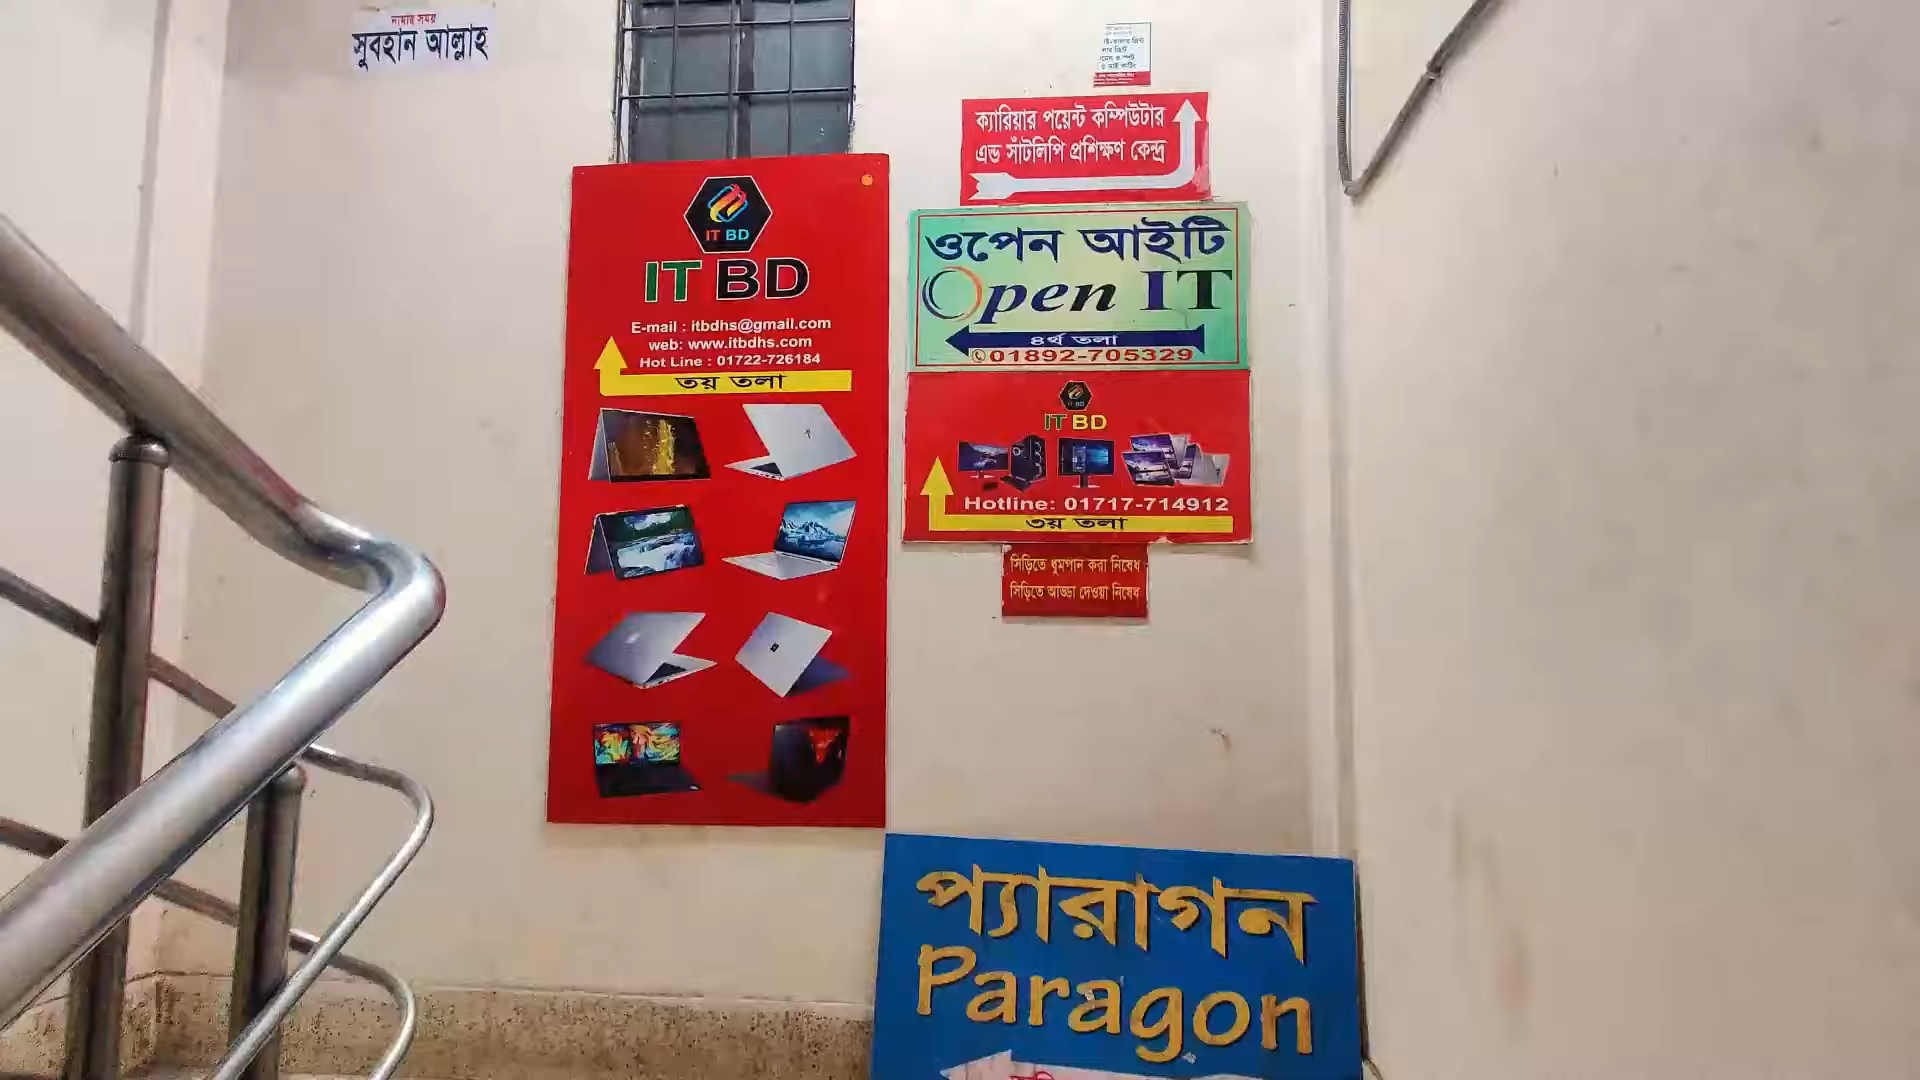 নামার সময়
সুবহান আল্লাহ
ক্যারিয়ার পয়েন্ট কম্পিউটার
এন্ড সাঁটলিপি প্রশিক্ষণ কেন্দ্র
IT BD
IT BD
E-mail : itbdhs@gmail.com
web: www.itbdhs.com
Hot Line : 01722-726184
৩য় তলা
ওপেন আইটি
Open IT
৪র্থ তলা
01892-705329
IT BD
IT BD
Hotline: 01717-714912
৩য় তলা
সিড়িতে ধুমপান করা নিষেধ
সিড়িতে আড্ডা দেওয়া নিষেধ
প্যারাগন
Paragon